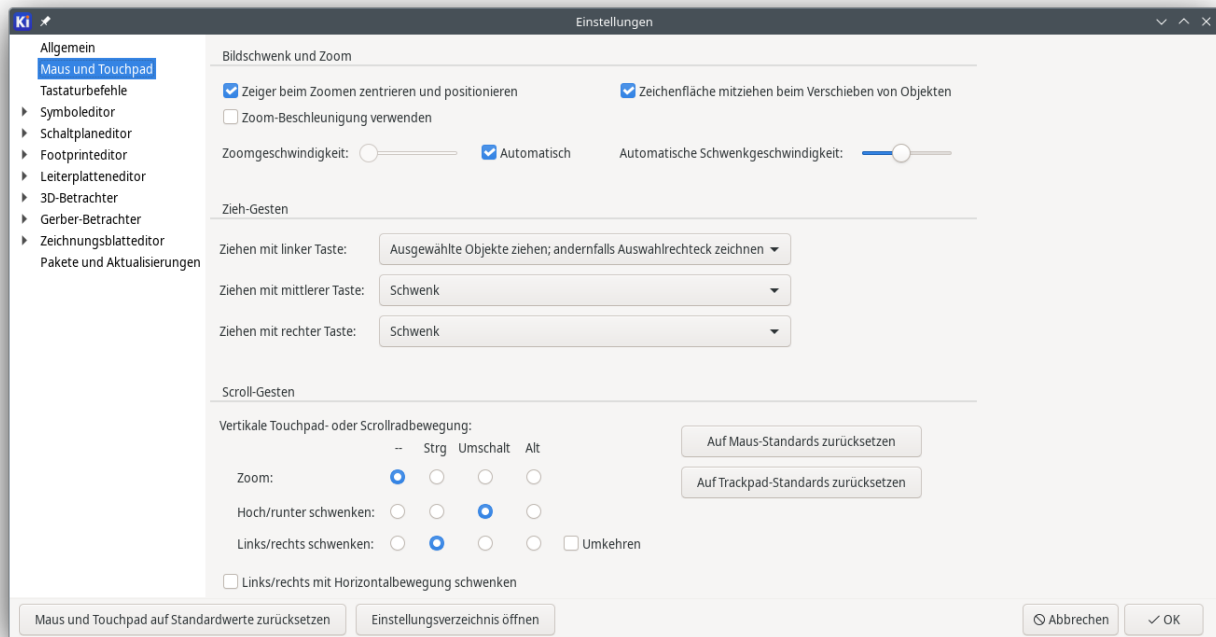 Ki Einstellungen
Allgemein
Maus und Touchpad
Tastaturbefehle
Symboleditor
Schaltplaneditor
Footprinteditor
Leiterplatteneditor
3D-Betrachter
Gerber-Betrachter
Zeichnungsblatteditor
Pakete und Aktualisierungen
Bildschwenk und Zoom
Zeiger beim Zoomen zentrieren und positionieren Zeichenfläche mitziehen beim Verschieben von Objekten
Zoom-Beschleunigung verwenden
Zoomgeschwindigkeit: Automatisch Automatische Schwenkgeschwindigkeit:
Zieh-Gesten
Ziehen mit linker Taste: Ausgewählte Objekte ziehen; andernfalls Auswahlrechteck zeichnen
Ziehen mit mittlerer Taste: Schwenk
Ziehen mit rechter Taste: Schwenk
Scroll-Gesten
Vertikale Touchpad- oder Scrollradbewegung:
-- Strg Umschalt Alt
Zoom:
Hoch/runter schwenken:
Links/rechts schwenken: Umkehren
Links/rechts mit Horizontalbewegung schwenken
Auf Maus-Standards zurücksetzen
Auf Trackpad-Standards zurücksetzen
Maus und Touchpad auf Standardwerte zurücksetzen Einstellungsverzeichnis öffnen Abbrechen OK